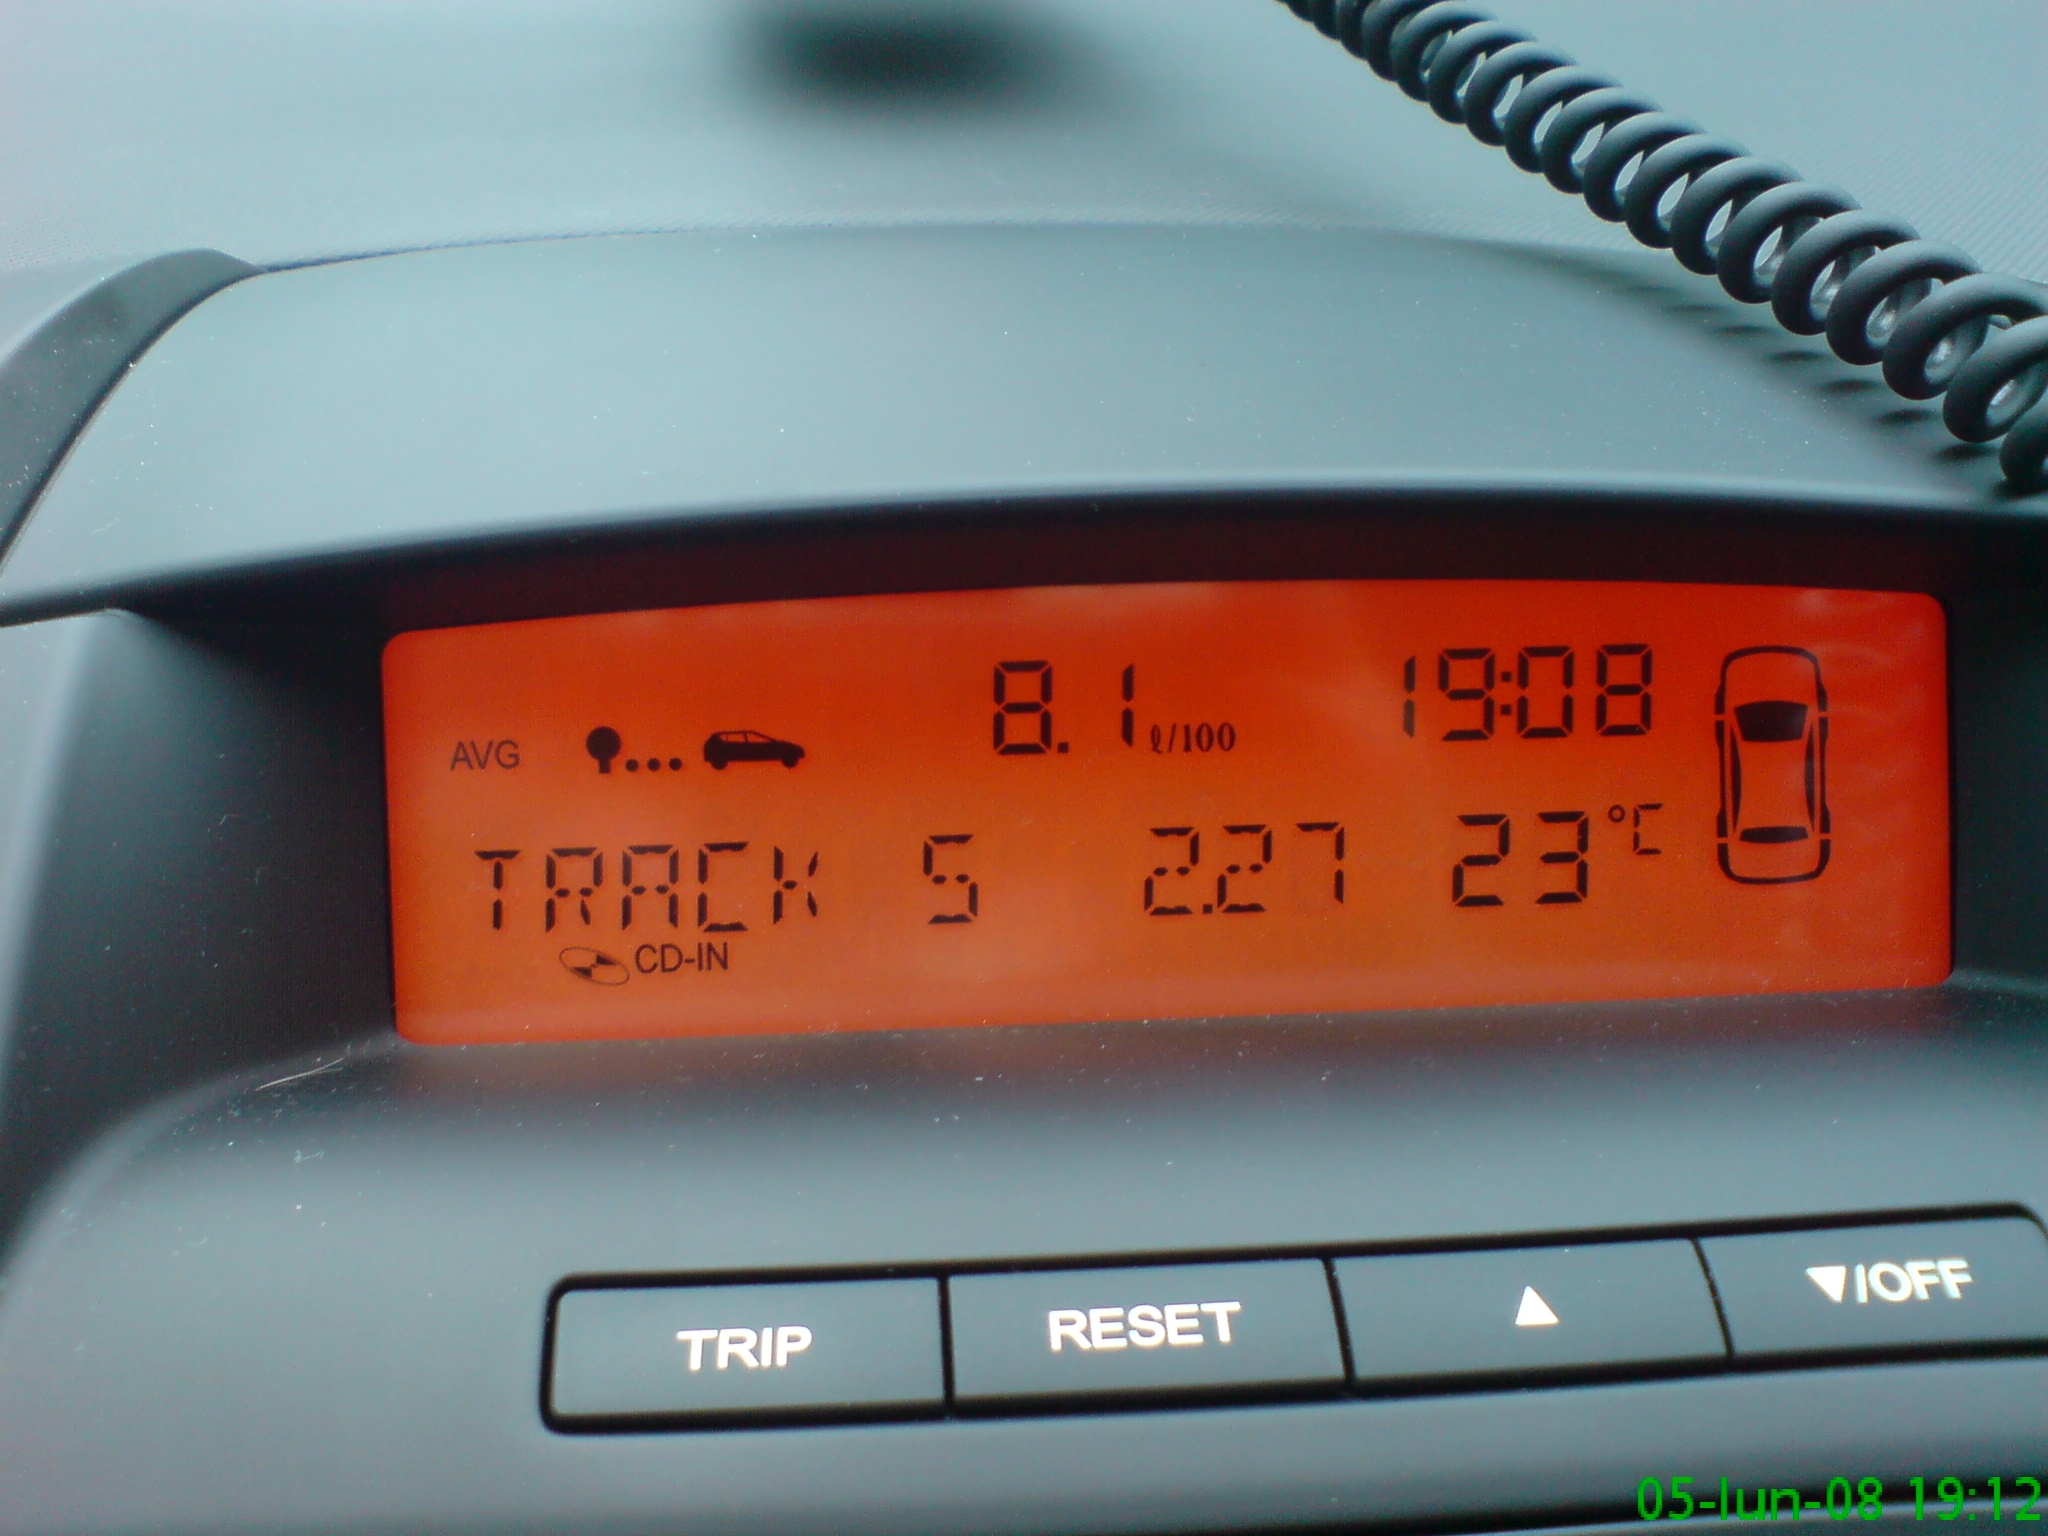 8.1 l/100 19:08
AVG
TRACK 5 2.27 23°C
CD-IN
TRIP RESET ▲ ▼/OFF
05-Iun-08 19:12